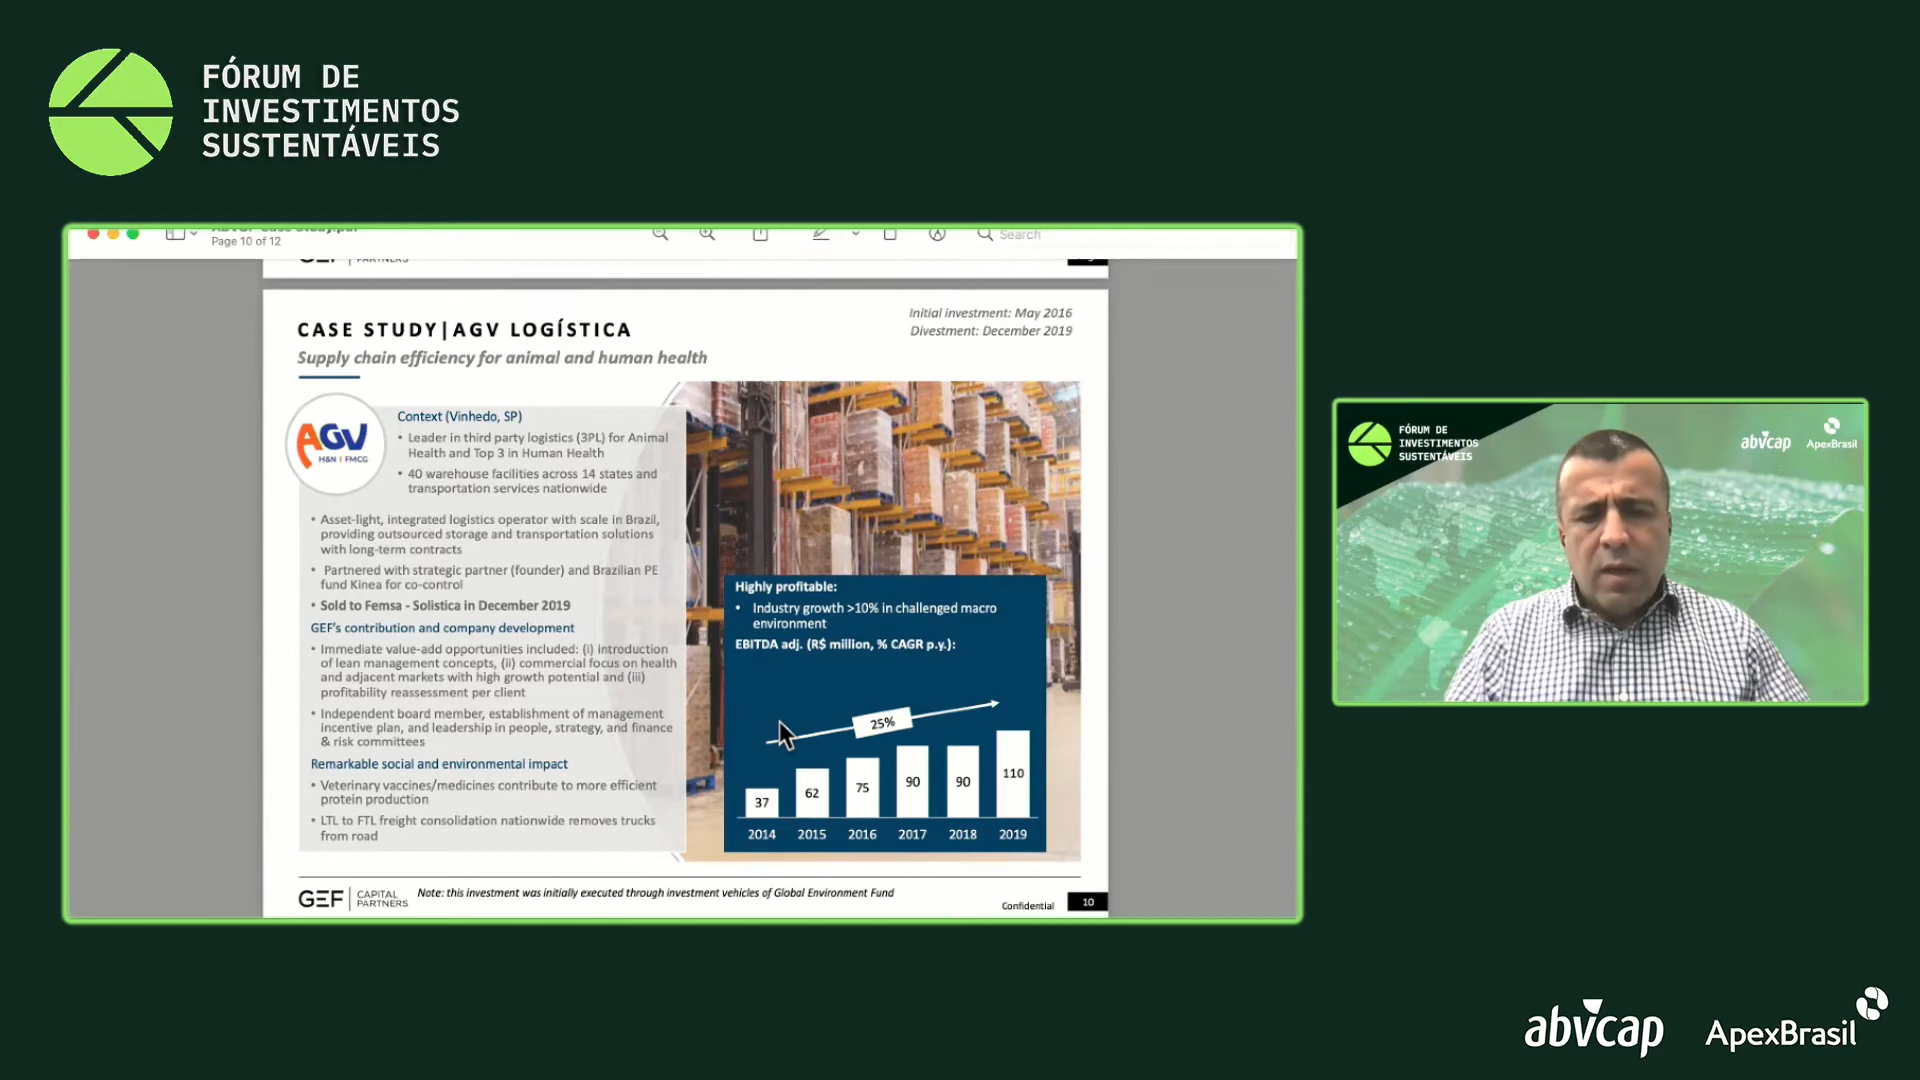 FÓRUM DE
INVESTIMENTOS
SUSTENTÁVEIS
Page 10 of 12
Search
CASE STUDY|AGV LOGÍSTICA
Supply chain efficiency for animal and human health
Initial investment: May 2016
Divestment: December 2019
AGV
H&N | FMCG
Context (Vinhedo, SP)
• Leader in third party logistics (3PL) for Animal
Health and Top 3 in Human Health
• 40 warehouse facilities across 14 states and
transportation services nationwide
• Asset-light, integrated logistics operator with scale in Brazil,
providing outsourced storage and transportation solutions
with long-term contracts
• Partnered with strategic partner (founder) and Brazilian PE
fund Kinea for co-control
• Sold to Femsa - Solistica in December 2019
GEF's contribution and company development
• Immediate value-add opportunities included: (i) introduction
of lean management concepts, (ii) commercial focus on health
and adjacent markets with high growth potential and (iii)
profitability reassessment per client
• Independent board member, establishment of management
incentive plan, and leadership in people, strategy, and finance
& risk committees
Remarkable social and environmental impact
• Veterinary vaccines/medicines contribute to more efficient
protein production
• LTL to FTL freight consolidation nationwide removes trucks
from road
Highly profitable:
• Industry growth >10% in challenged macro
environment
EBITDA adj. (R$ million, % CAGR p.y.):
25%
37
62
75
90
90
110
2014 2015 2016 2017 2018 2019
GEF CAPITAL
PARTNERS
Note: this investment was initially executed through investment vehicles of Global Environment Fund
Confidential
10
FÓRUM DE
INVESTIMENTOS
SUSTENTÁVEIS
abvcap
ApexBrasil
abvcap
ApexBrasil